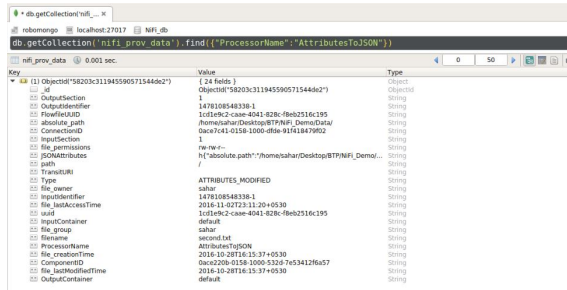 * db.getCollection('nifi_... ×
robomongo localhost:27017 NiFi_db
db.getCollection('nifi_prov_data').find({"ProcessorName":"AttributesToJSON"})
nifi_prov_data 0.001 sec. 0 50
Key Value Type
(1) ObjectId("58203c311945590571544de2") { 24 fields } Object
_id ObjectId("58203c311945590571544de2") ObjectId
OutputSection 1 String
OutputIdentifier 1478108548338-1 String
FlowfileUUID 1cd1e9c2-caae-4041-828c-f8eb2516c195 String
absolute_path /home/sahar/Desktop/BTP/NiFi_Demo/Data/ String
ConnectionID 0ace7c41-0158-1000-dfde-91f418479f02 String
InputSection 1 String
file_permissions rw-rw-r-- String
JSONAttributes h{"absolute.path":"/home/sahar/Desktop/BTP/NiFi_Demo/... String
path / String
TransitURI String
Type ATTRIBUTES_MODIFIED String
file_owner sahar String
InputIdentifier 1478108548338-1 String
file_lastAccessTime 2016-11-02T23:11:20+0530 String
uuid 1cd1e9c2-caae-4041-828c-f8eb2516c195 String
InputContainer default String
file_group sahar String
filename second.txt String
ProcessorName AttributesToJSON String
file_creationTime 2016-10-28T16:15:37+0530 String
ComponentID 0ace220b-0158-1000-532d-7e53412f6a57 String
file_lastModifiedTime 2016-10-28T16:15:37+0530 String
OutputContainer default String